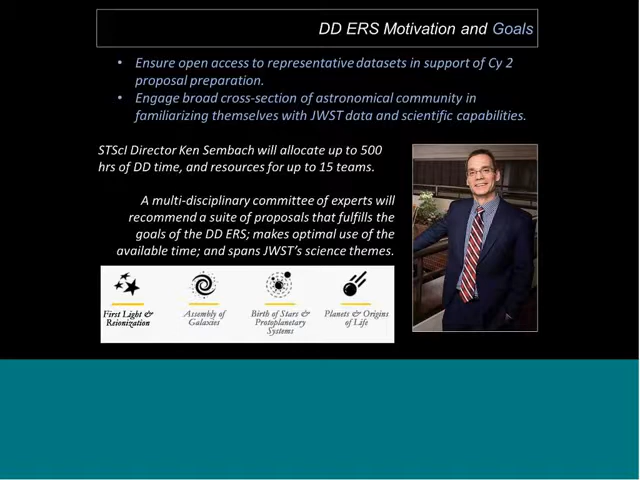 DD ERS Motivation and Goals
• Ensure open access to representative datasets in support of Cy 2
proposal preparation.
• Engage broad cross-section of astronomical community in
familiarizing themselves with JWST data and scientific capabilities.
STScI Director Ken Sembach will allocate up to 500
hrs of DD time, and resources for up to 15 teams.
A multi-disciplinary committee of experts will
recommend a suite of proposals that fulfills the
goals of the DD ERS; makes optimal use of the
available time; and spans JWST's science themes.
First Light &
Reionization
Assembly of
Galaxies
Birth of Stars &
Protoplanetary
Systems
Planets & Origins
of Life